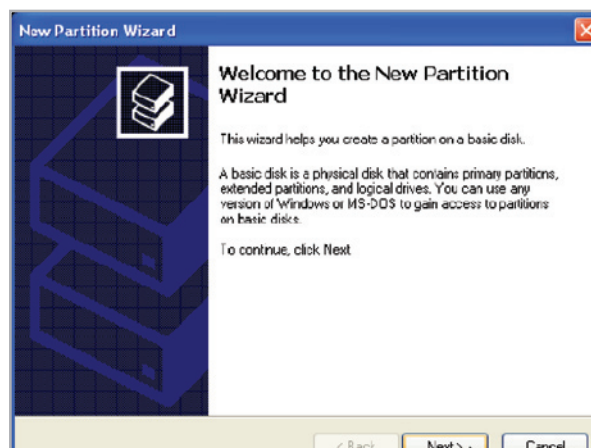 New Partition Wizard
Welcome to the New Partition
Wizard
This wizard helps you create a partition on a basic disk.
A basic disk is a physical disk that contains primary partitions,
extended partitions, and logical drives. You can use any
version of Windows or MS-DOS to gain access to partitions
on basic disks.
To continue, click Next
< Back Next > Cancel